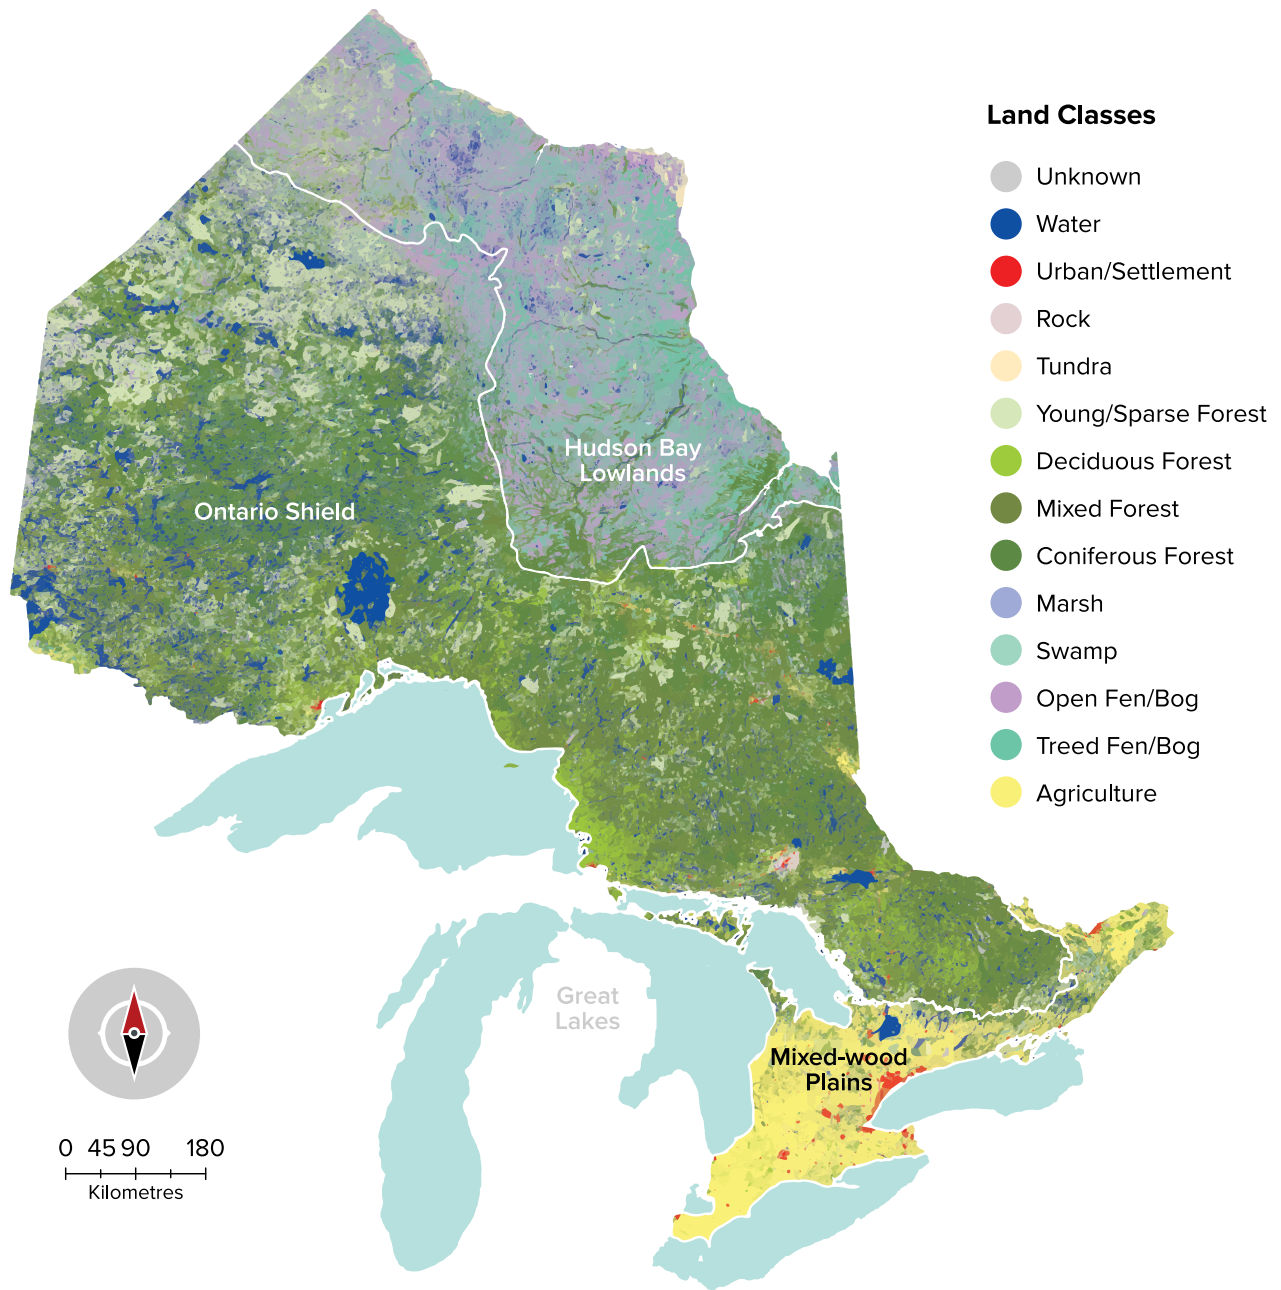 Land Classes
Unknown
Water
Urban/Settlement
Rock
Tundra
Young/Sparse Forest
Deciduous Forest
Mixed Forest
Coniferous Forest
Marsh
Swamp
Open Fen/Bog
Treed Fen/Bog
Agriculture
Hudson Bay
Lowlands
Ontario Shield
Great
Lakes
Mixed-wood
Plains
0 45 90 180
Kilometres